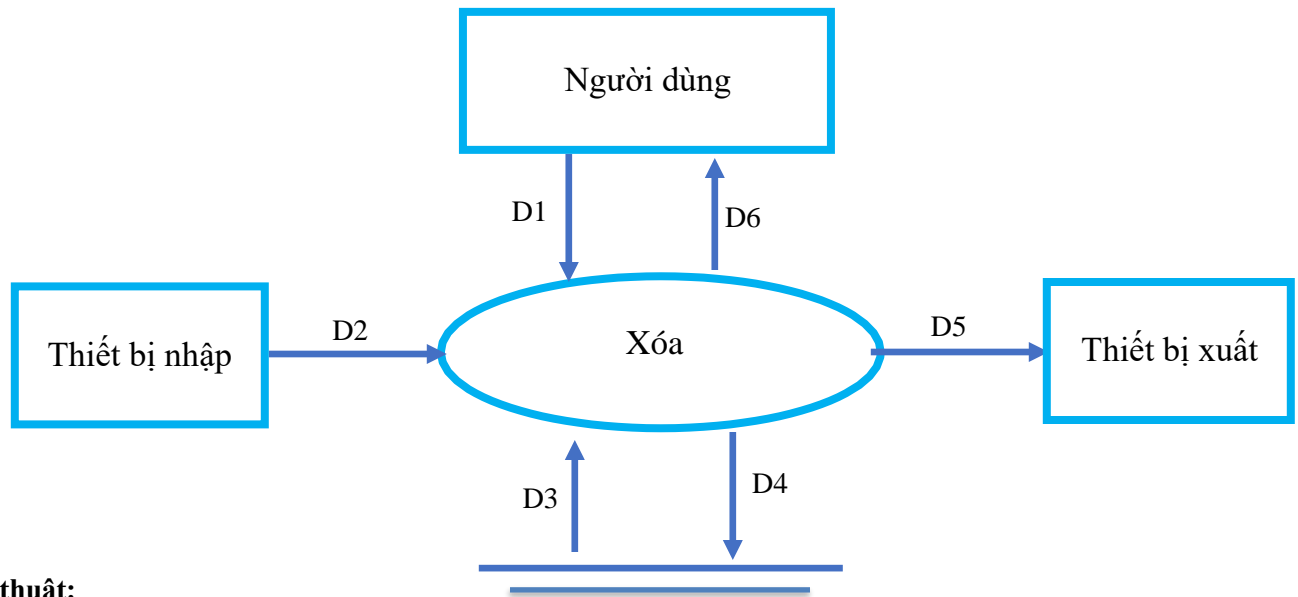 Người dùng
D1
D6
Thiết bị nhập
D2
Xóa
D5
Thiết bị xuất
D3
D4
thuật: